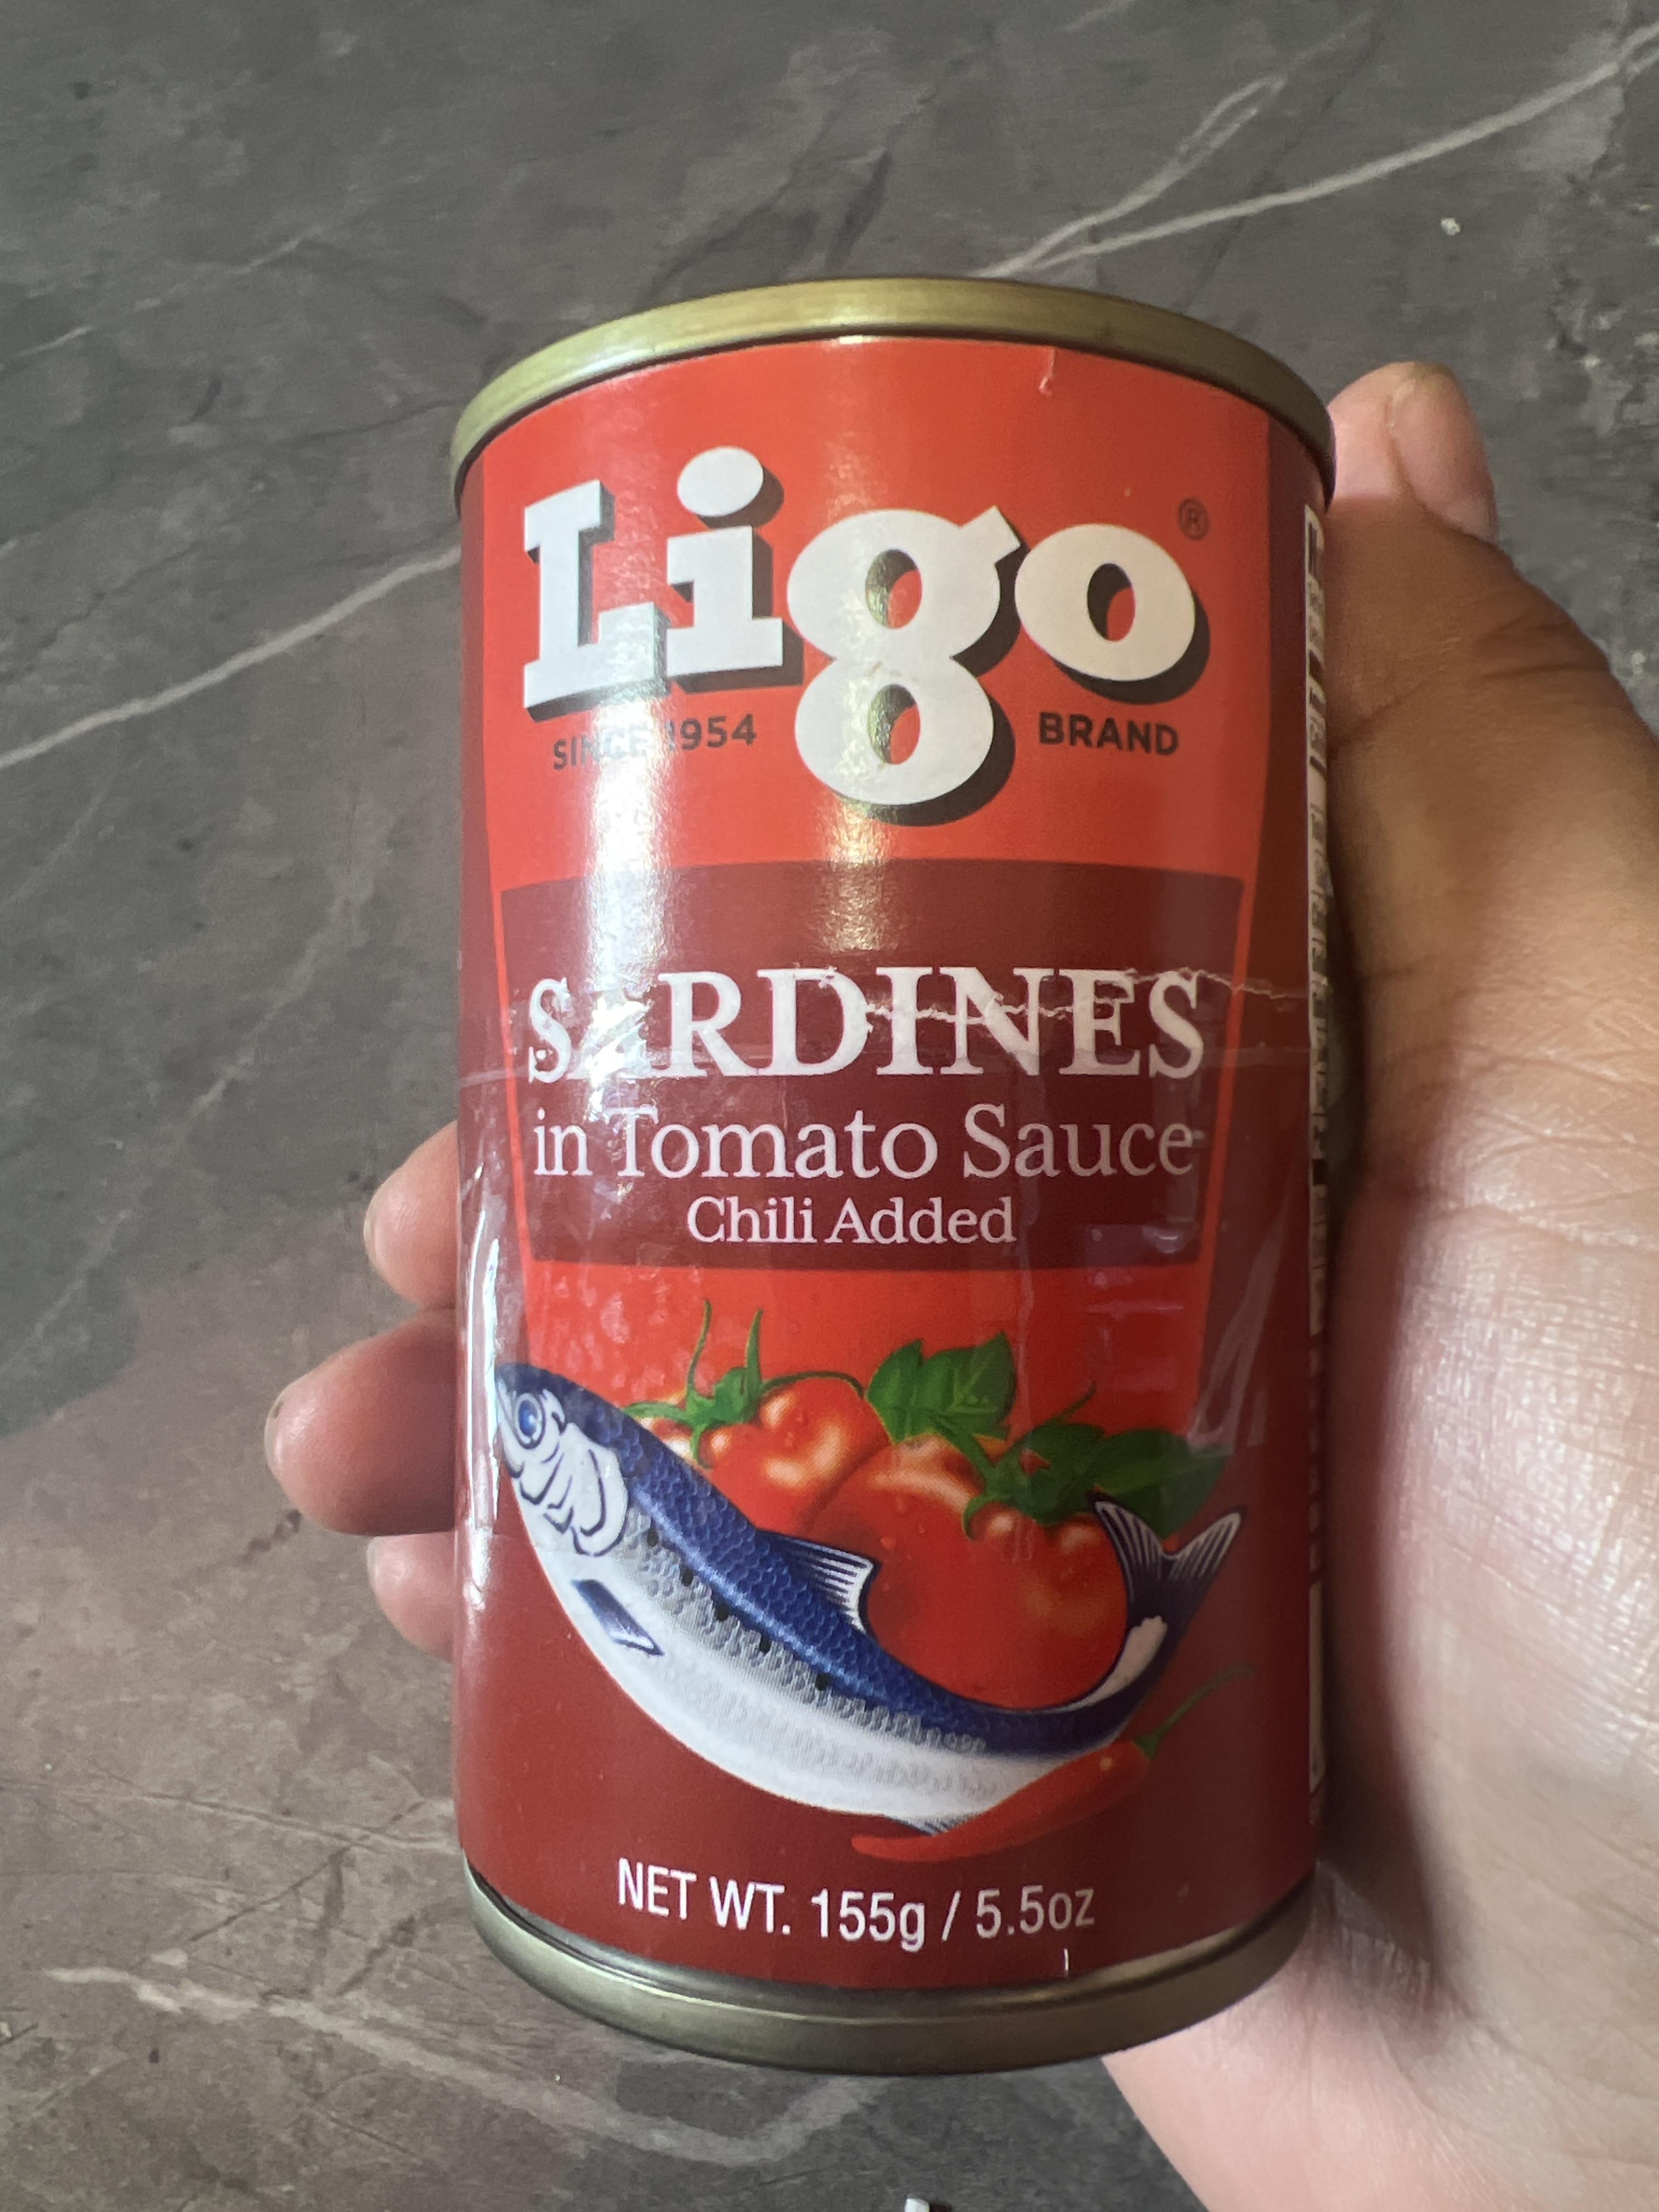 Ligo®
SINCE 1954 BRAND
SARDINES
in Tomato Sauce
Chili Added
NET WT. 155g / 5.5oz